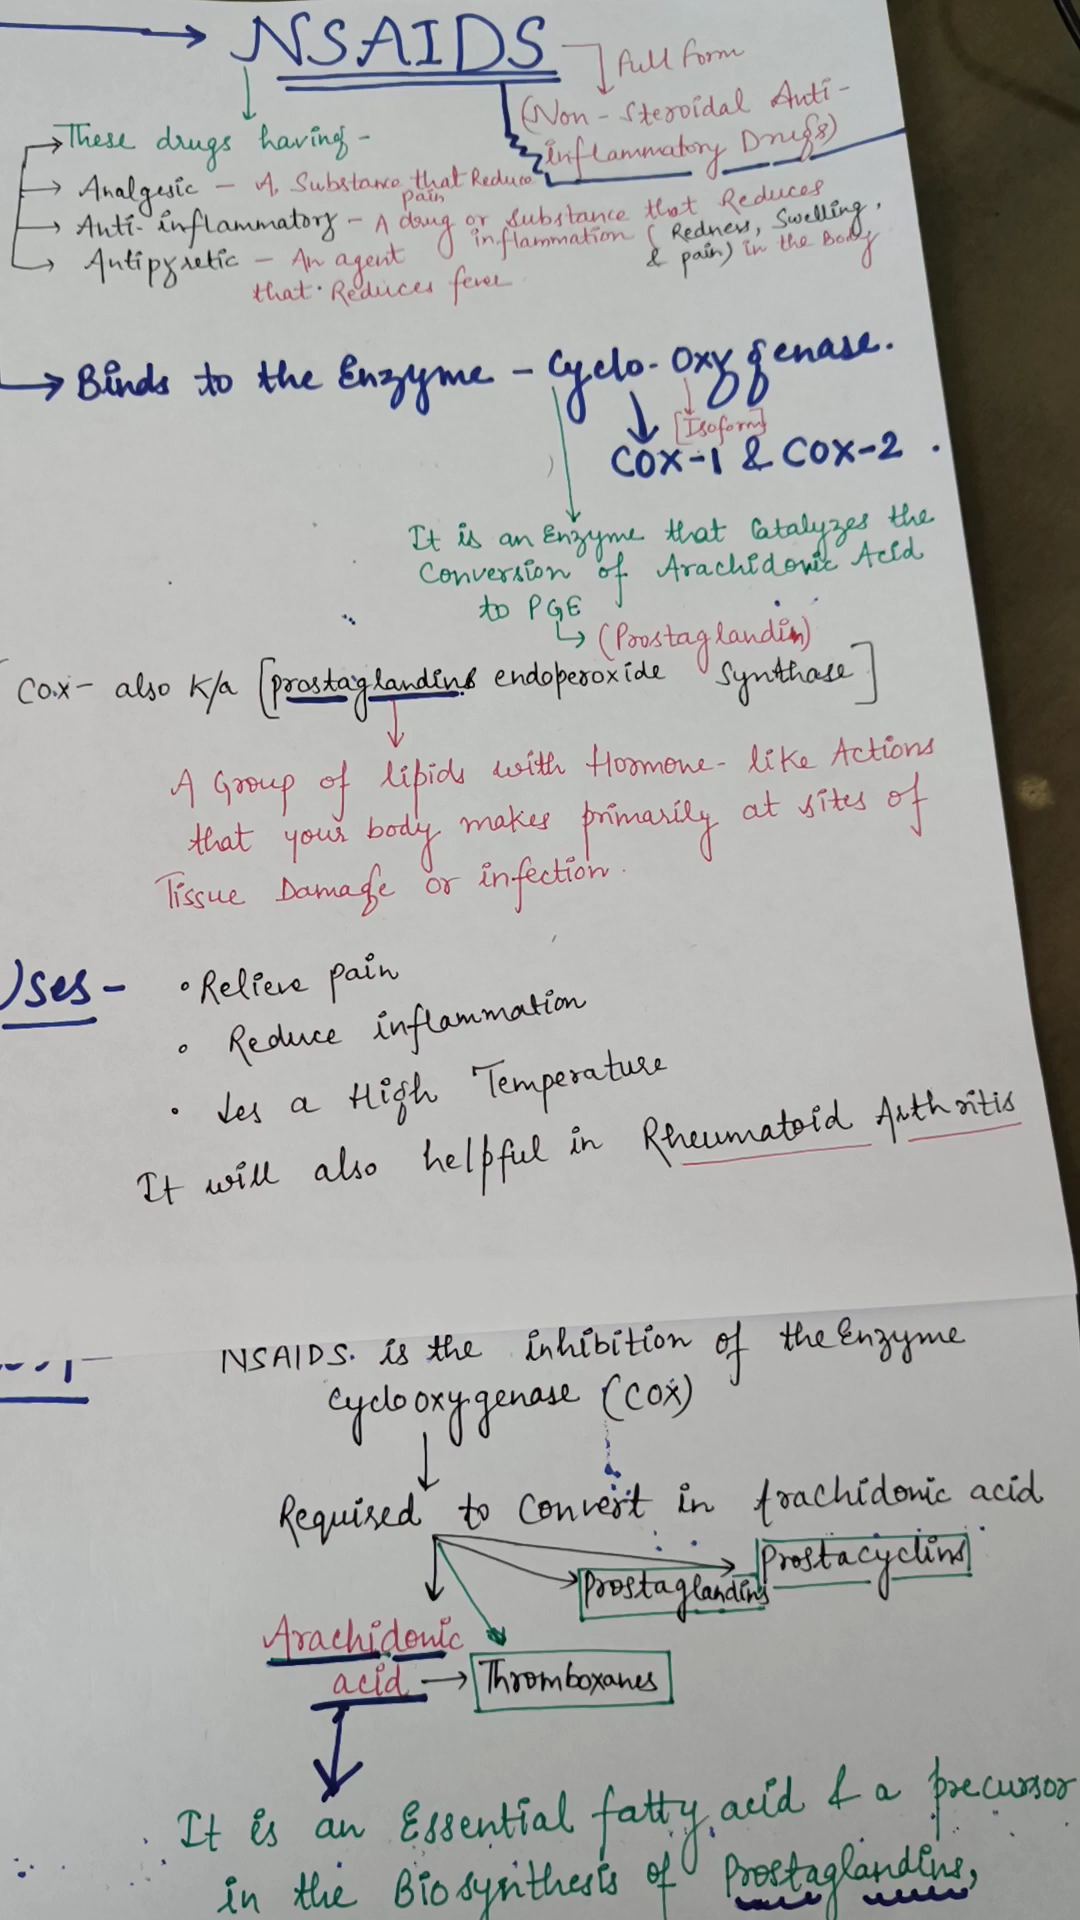 NSAIDS
full form
(Non-Steroidal Anti-
inflammatory Drugs)
These drugs having-
Analgesic - A Substance that Reduce
pain
Anti-inflammatory - A drug or substance that Reduces
inflammation ( Redness, Swelling,
& pain) in the Body
Antipyretic - An agent
that Reduces fever
Binds to the Enzyme - Cyclo-Oxygenase.
[Isoform]
COX-1 & COX-2.
It is an Enzyme that Catalyzes the
Conversion of Arachidonic Acid
to PGE
(Prostaglandin)
Cox- also K/a [prostaglandins endoperoxide Synthase]
A Group of lipids with Hormone-like Actions
that your body makes primarily at sites of
Tissue Damage or infection.
Uses-
Relieve pain
Reduce inflammation
↓es a High Temperature
It will also helpful in Rheumatoid Arthritis
NSAIDS. is the inhibition of the Enzyme
Cyclooxygenase (COX)
Required to Convert in Arachidonic acid
Prostacyclins
Prostaglandins
Arachidonic
acid → Thromboxanes
It is an Essential fatty acid & a precursor
in the Biosynthesis of Prostaglandins,